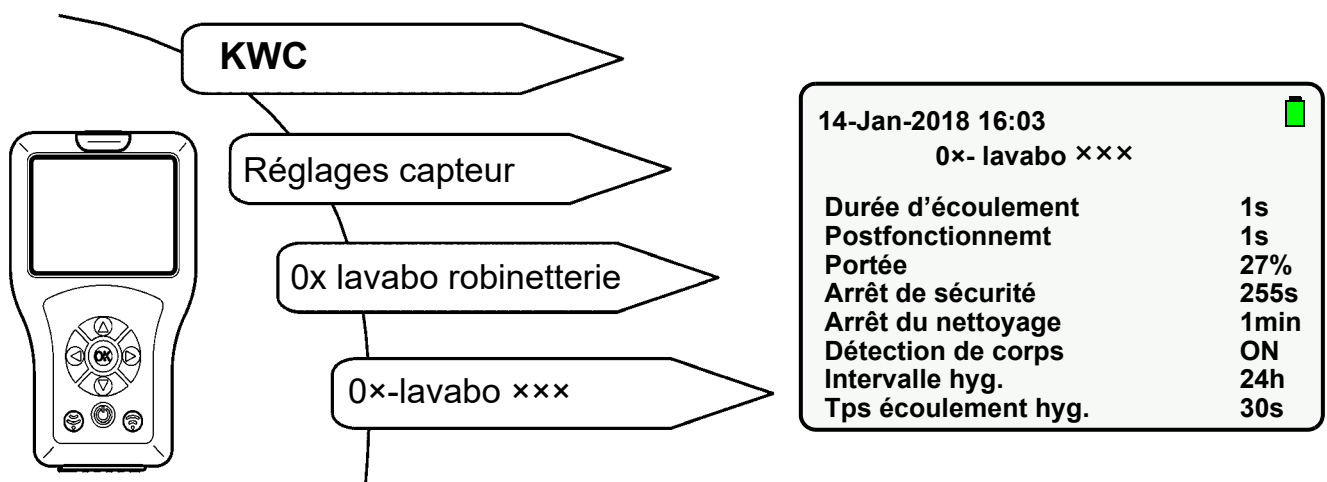 KWC
Réglages capteur
0x lavabo robinetterie
0×-lavabo ×××
OK
14-Jan-2018 16:03
0×- lavabo ×××
Durée d’écoulement 1s
Postfonctionnemt 1s
Portée 27%
Arrêt de sécurité 255s
Arrêt du nettoyage 1min
Détection de corps ON
Intervalle hyg. 24h
Tps écoulement hyg. 30s